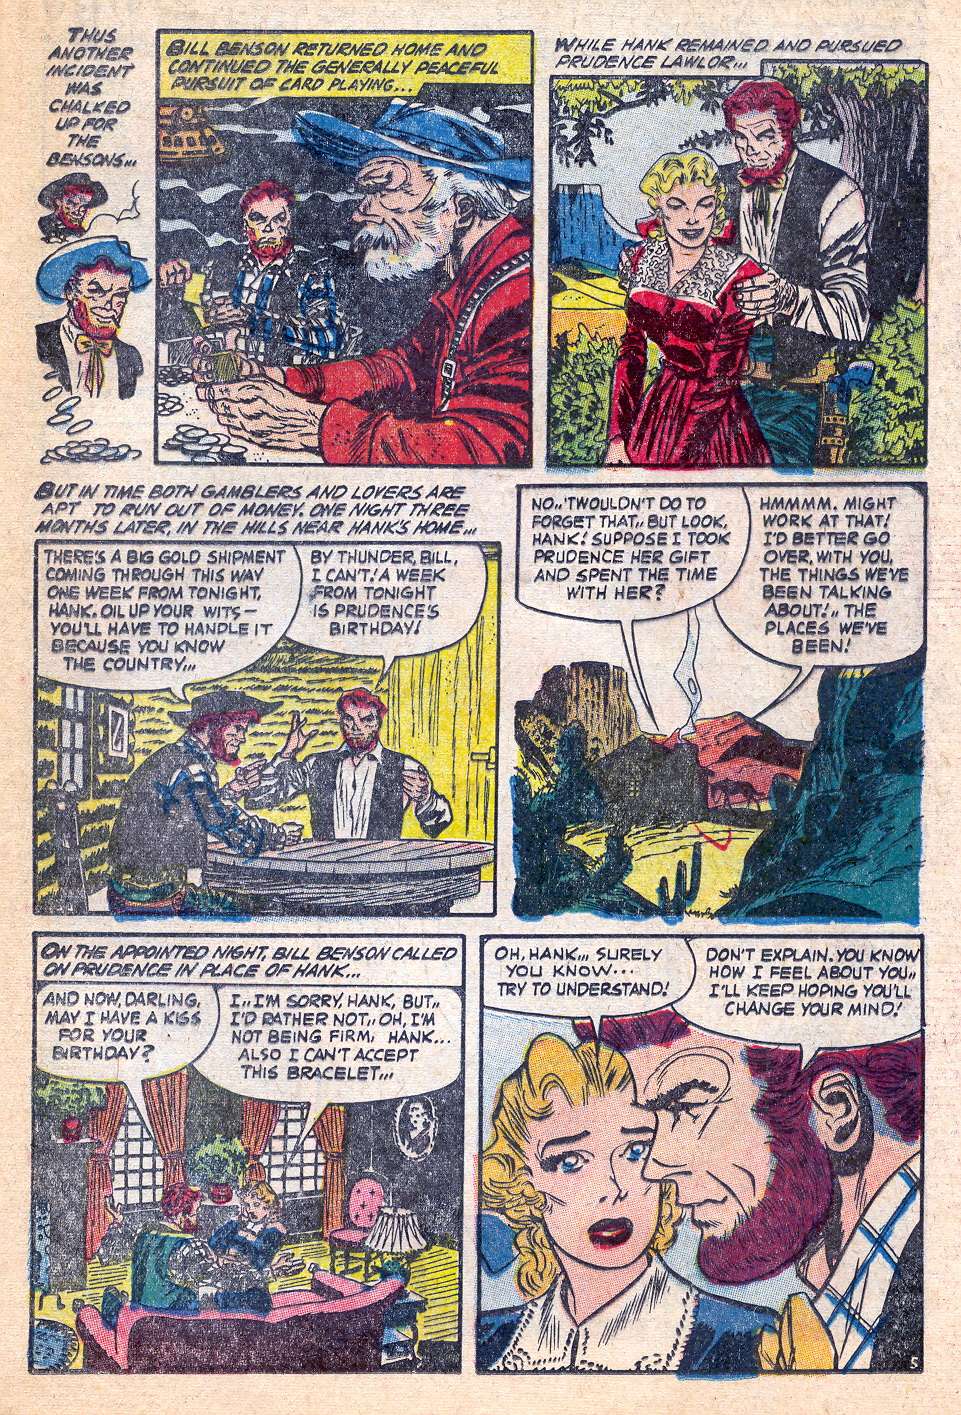 THUS
ANOTHER
INCIDENT
WAS
CHALKED
UP FOR
THE
BENSONS...
BILL BENSON RETURNED HOME AND
CONTINUED THE GENERALLY PEACEFUL
PURSUIT OF CARD PLAYING...
WHILE HANK REMAINED AND PURSUED
PRUDENCE LAWLOR...
BUT IN TIME BOTH GAMBLERS AND LOVERS ARE
APT TO RUN OUT OF MONEY. ONE NIGHT THREE
MONTHS LATER, IN THE HILLS NEAR HANK'S HOME...
THERE'S A BIG GOLD SHIPMENT
COMING THROUGH THIS WAY
ONE WEEK FROM TONIGHT,
HANK. OIL UP YOUR WITS—
YOU'LL HAVE TO HANDLE IT
BECAUSE YOU KNOW
THE COUNTRY...
BY THUNDER, BILL,
I CAN'T! A WEEK
FROM TONIGHT
IS PRUDENCE'S
BIRTHDAY!
NO.. 'TWOULDN'T DO TO
FORGET THAT.. BUT LOOK,
HANK! SUPPOSE I TOOK
PRUDENCE HER GIFT
AND SPENT THE TIME
WITH HER?
HMMMM. MIGHT
WORK AT THAT!
I'D BETTER GO
OVER, WITH YOU,
THE THINGS WE'VE
BEEN TALKING
ABOUT!.. THE
PLACES WE'VE
BEEN!
ON THE APPOINTED NIGHT, BILL BENSON CALLED
ON PRUDENCE IN PLACE OF HANK...
AND NOW, DARLING,
MAY I HAVE A KISS
FOR YOUR
BIRTHDAY?
I.. I'M SORRY, HANK, BUT..
I'D RATHER NOT.. OH, I'M
NOT BEING FIRM, HANK...
ALSO I CAN'T ACCEPT
THIS BRACELET...
OH, HANK... SURELY
YOU KNOW...
TRY TO UNDERSTAND!
DON'T EXPLAIN. YOU KNOW
HOW I FEEL ABOUT YOU..
I'LL KEEP HOPING YOU'LL
CHANGE YOUR MIND!
5